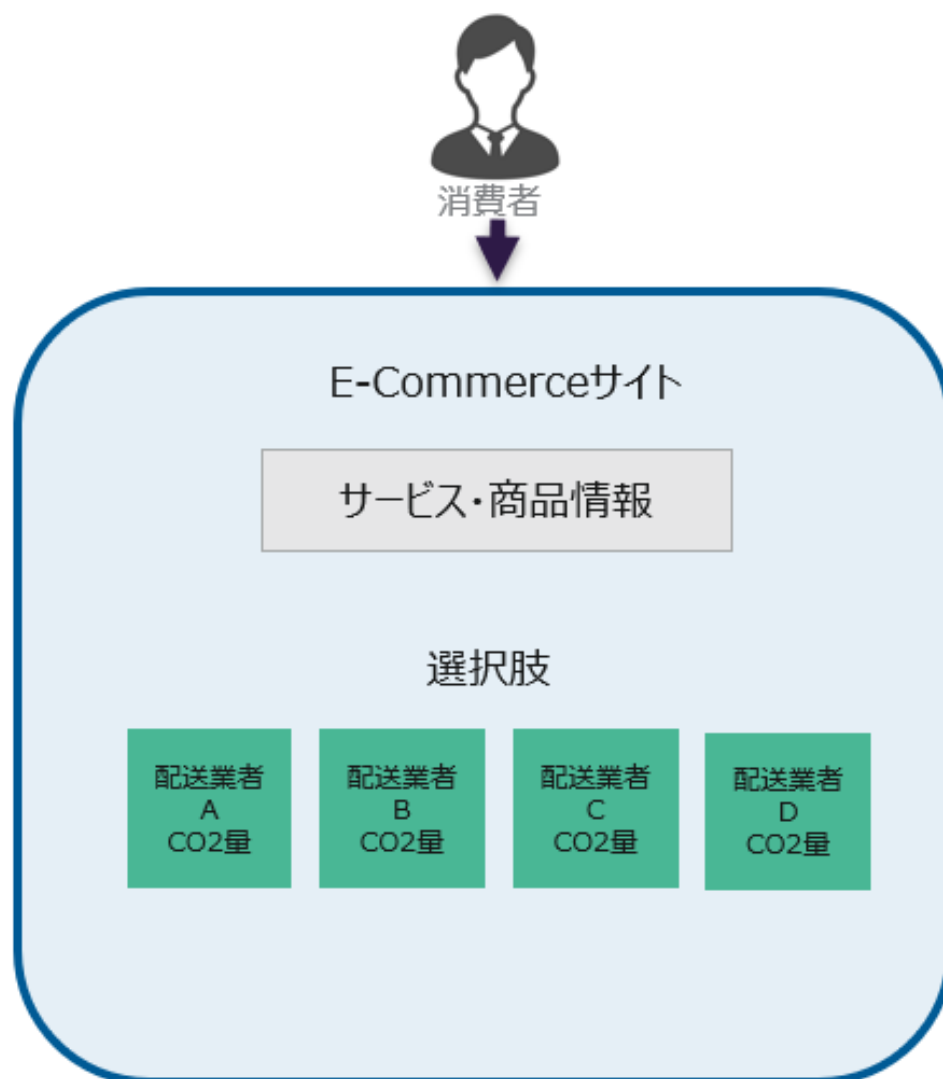 消費者
E-Commerceサイト
サービス・商品情報
選択肢
配送業者
A
CO2量
配送業者
B
CO2量
配送業者
C
CO2量
配送業者
D
CO2量